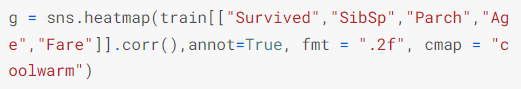 g = sns.heatmap(train[["Survived","SibSp","Parch","Ag
e","Fare"]].corr(),annot=True, fmt = ".2f", cmap = "c
oolwarm")